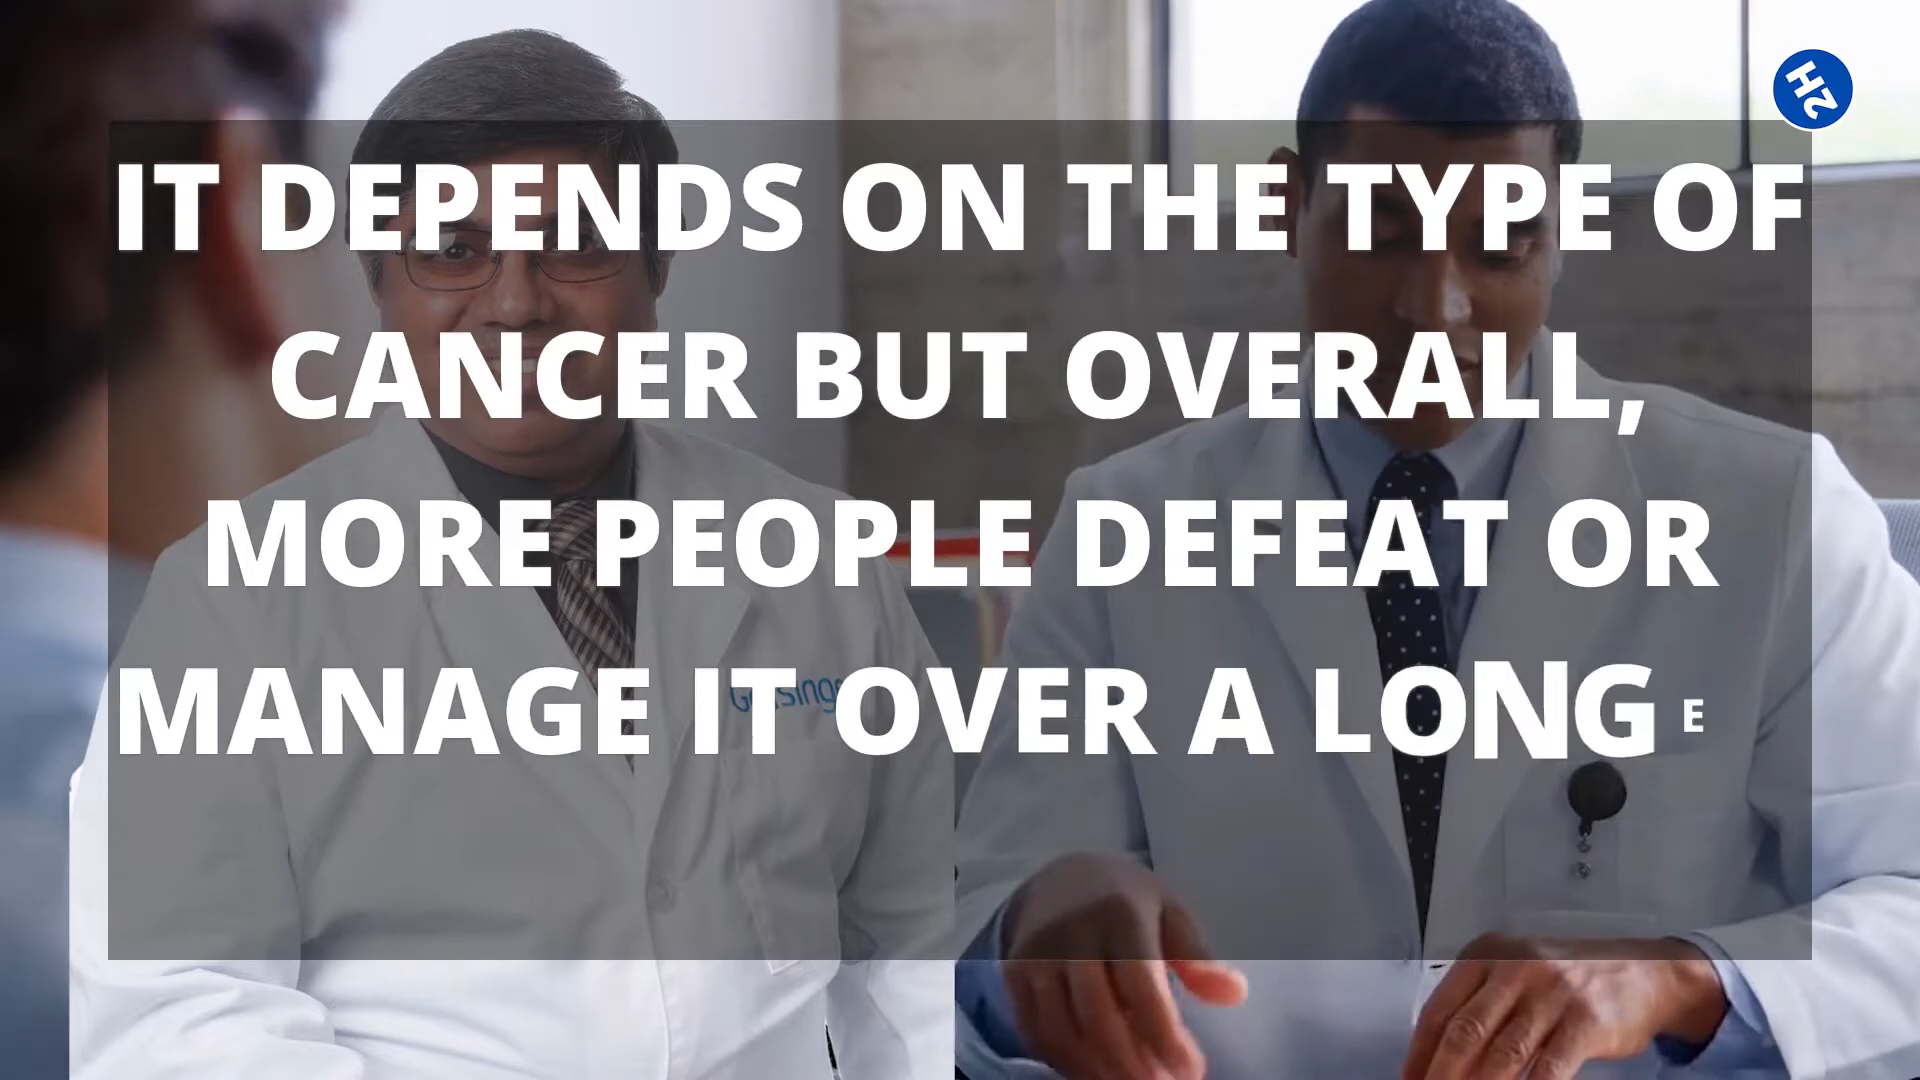 IT DEPENDS ON THE TYPE OF
CANCER BUT OVERALL,
MORE PEOPLE DEFEAT OR
MANAGE IT OVER A LONG E